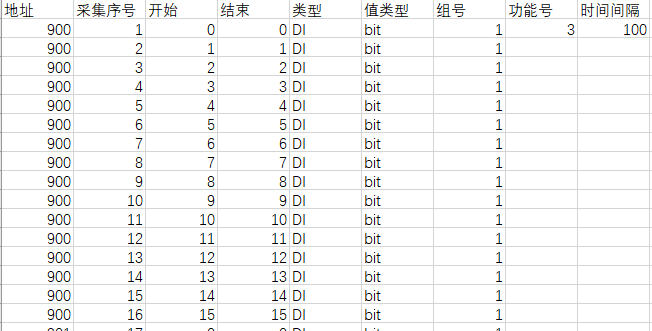 地址 采集序号 开始 结束 类型 值类型 组号 功能号 时间间隔
900 1 0 0 DI bit 1 3 100
900 2 1 1 DI bit 1
900 3 2 2 DI bit 1
900 4 3 3 DI bit 1
900 5 4 4 DI bit 1
900 6 5 5 DI bit 1
900 7 6 6 DI bit 1
900 8 7 7 DI bit 1
900 9 8 8 DI bit 1
900 10 9 9 DI bit 1
900 11 10 10 DI bit 1
900 12 11 11 DI bit 1
900 13 12 12 DI bit 1
900 14 13 13 DI bit 1
900 15 14 14 DI bit 1
900 16 15 15 DI bit 1